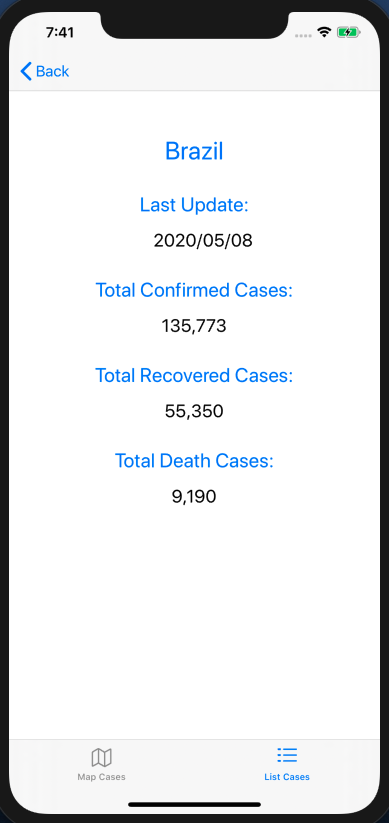 7:41
Back
Brazil
Last Update:
2020/05/08
Total Confirmed Cases:
135,773
Total Recovered Cases:
55,350
Total Death Cases:
9,190
Map Cases
List Cases